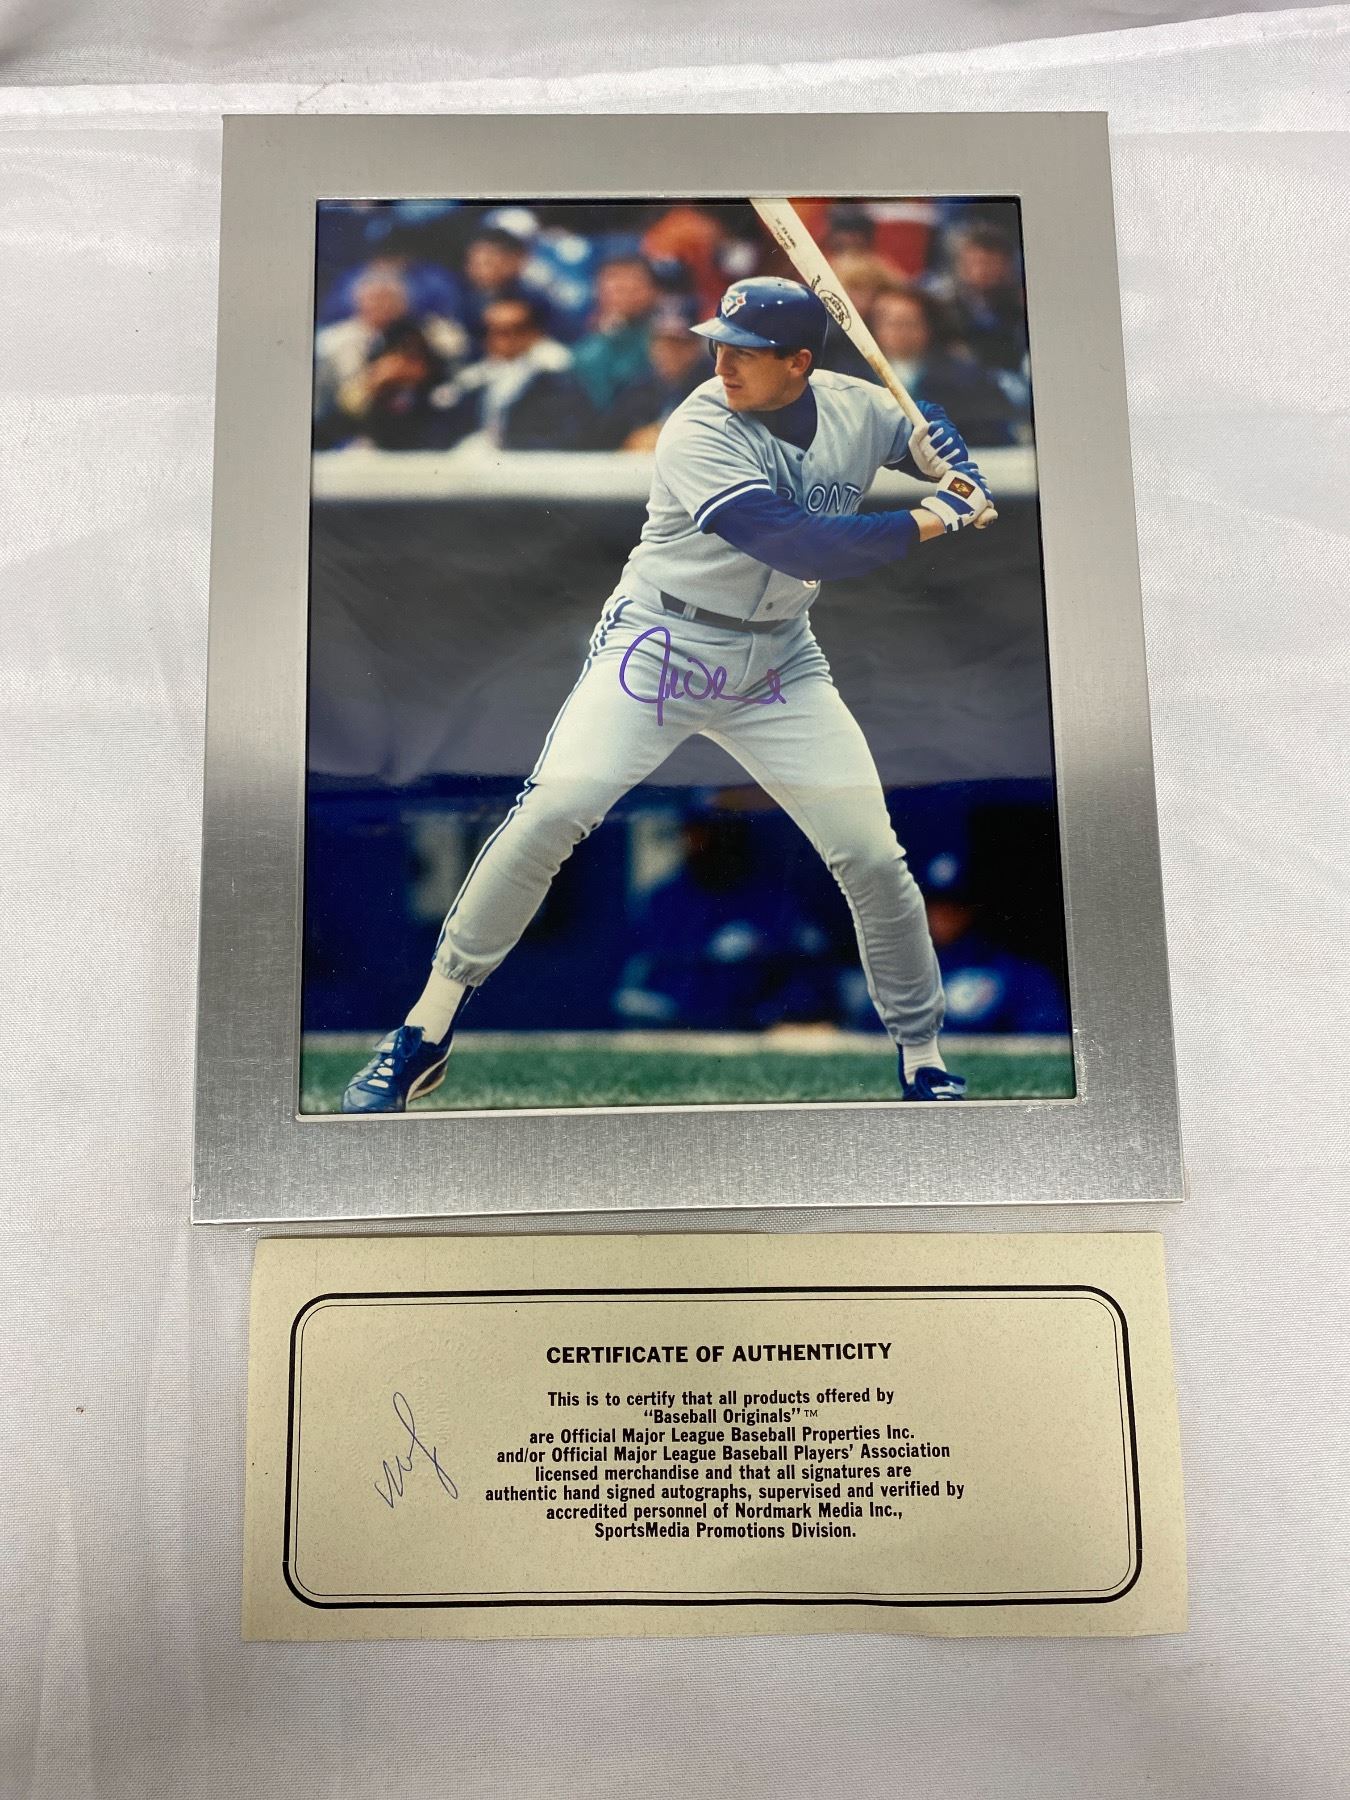 RONTO
CERTIFICATE OF AUTHENTICITY
This is to certify that all products offered by
"Baseball Originals"™
are Official Major League Baseball Properties Inc.
and/or Official Major League Baseball Players' Association
licensed merchandise and that all signatures are
authentic hand signed autographs, supervised and verified by
accredited personnel of Nordmark Media Inc.,
SportsMedia Promotions Division.